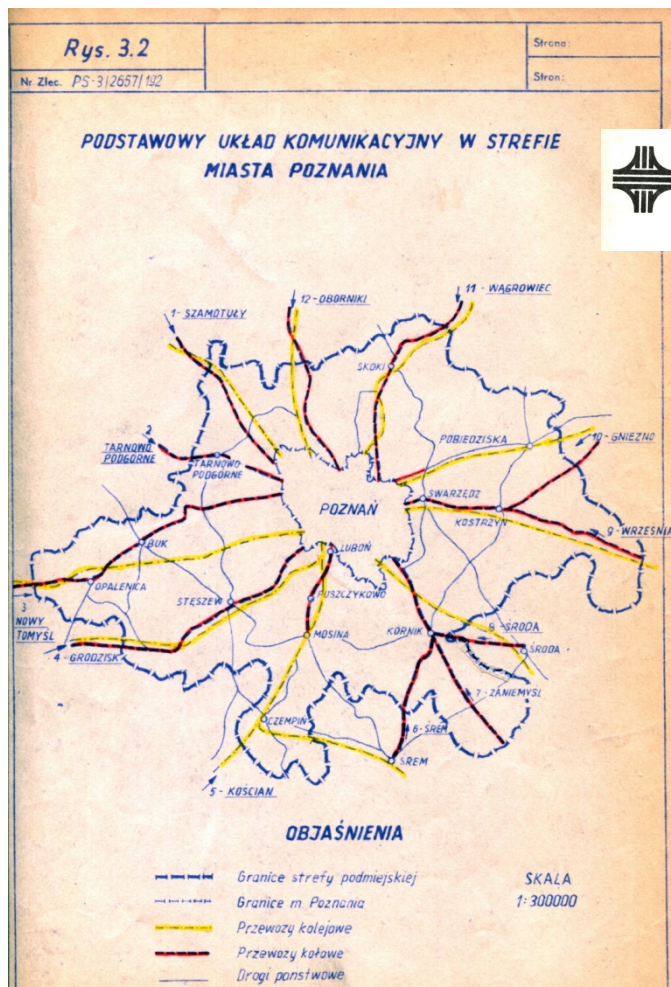 Rys. 3.2
Strona:
Nr Zlec. PS-3/2657/192
Stron:
PODSTAWOWY UKŁAD KOMUNIKACYJNY W STREFIE
MIASTA POZNANIA
12-OBORNIKI
11-WĄGROWIEC
1-SZAMOTUŁY
SKOKI
2
TARNOWO
PODGÓRNE
TARNOWO
PODGÓRNE
POBIEDZISKA
10-GNIEZNO
SWARZĘDZ
POZNAŃ
KOSTRZYN
9-WRZEŚNIA
BUK
LUBOŃ
OPALENICA
PUSZCZYKOWO
STĘSZEW
3
NOWY
TOMYŚL
MOSINA
KÓRNIK
8-ŚRODA
ŚRODA
4-GRODZISK
7-ZANIEMYŚL
CZEMPIŃ
6-ŚREM
ŚREM
5-KOŚCIAN
OBJAŚNIENIA
Granice strefy podmiejskiej
SKALA
Granice m. Poznania
1:300000
Przewozy kolejowe
Przewozy kołowe
Drogi państwowe